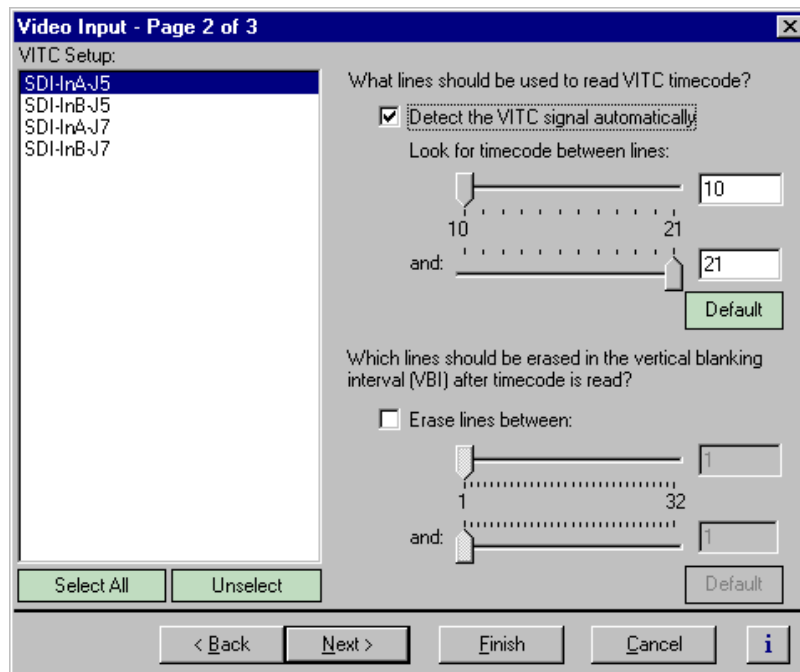 Video Input - Page 2 of 3
VITC Setup:
SDI-InA-J5
SDI-InB-J5
SDI-InA-J7
SDI-InB-J7
Select All
Unselect
What lines should be used to read VITC timecode?
Detect the VITC signal automatically
Look for timecode between lines:
10
10 21
and:
21
Default
Which lines should be erased in the vertical blanking
interval (VBI) after timecode is read?
Erase lines between:
1
1 32
and:
1
Default
< Back
Next >
Finish
Cancel
i